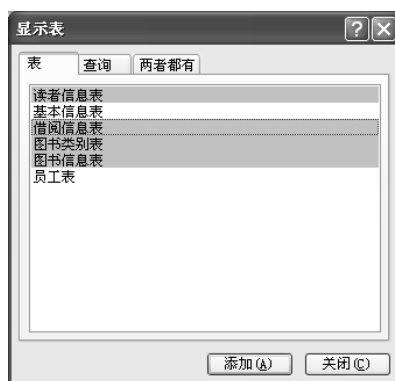 显示表
表 查询 两者都有
读者信息表
基本信息表
借阅信息表
图书类别表
图书信息表
员工表
添加(A) 关闭(C)